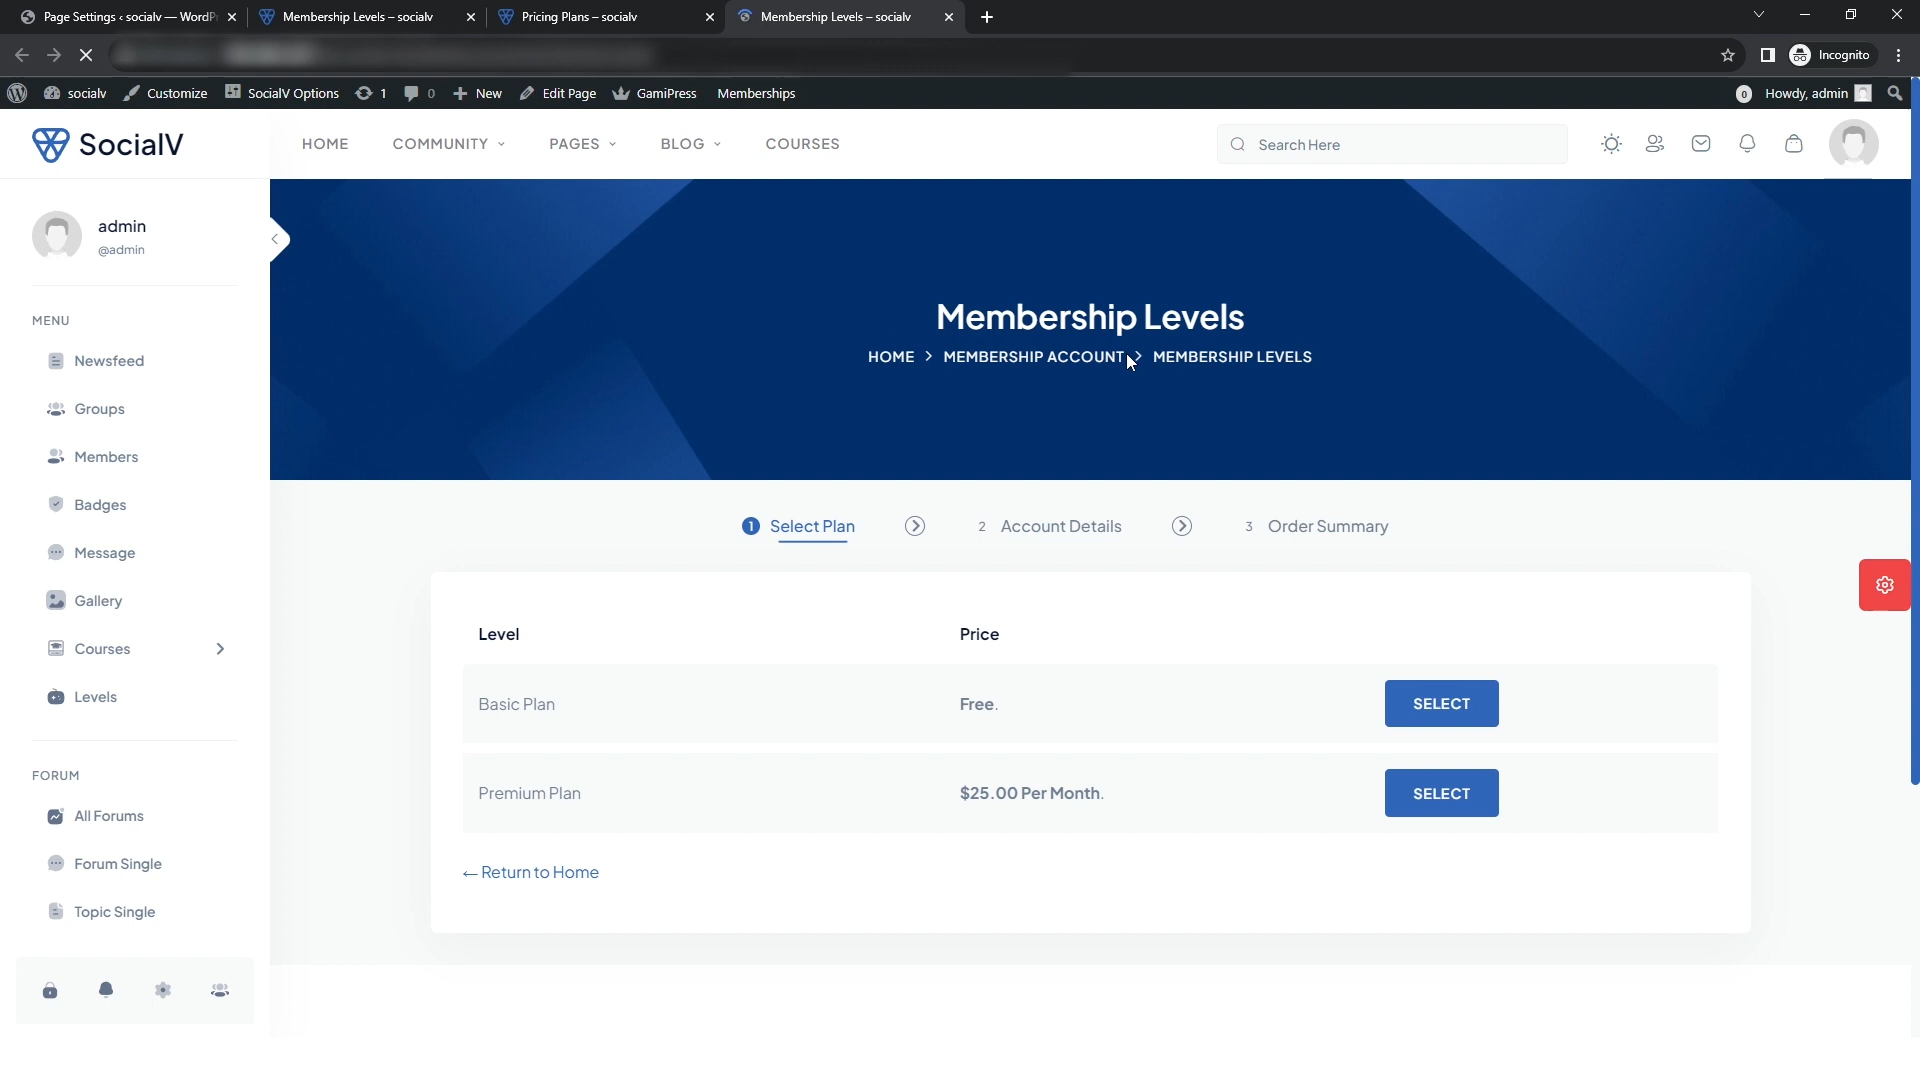 Page Settings ‹ socialv — WordP
Membership Levels – socialv
Pricing Plans – socialv
Membership Levels – socialv
Incognito
socialv
Customize
SocialV Options
1
0
New
Edit Page
GamiPress
Memberships
0
Howdy, admin
SocialV
HOME
COMMUNITY
PAGES
BLOG
COURSES
Search Here
admin
@admin
MENU
Newsfeed
Groups
Members
Badges
Message
Gallery
Courses
Levels
FORUM
All Forums
Forum Single
Topic Single
Membership Levels
HOME > MEMBERSHIP ACCOUNT > MEMBERSHIP LEVELS
1 Select Plan
2 Account Details
3 Order Summary
Level Price
Basic Plan Free. SELECT
Premium Plan $25.00 Per Month. SELECT
← Return to Home